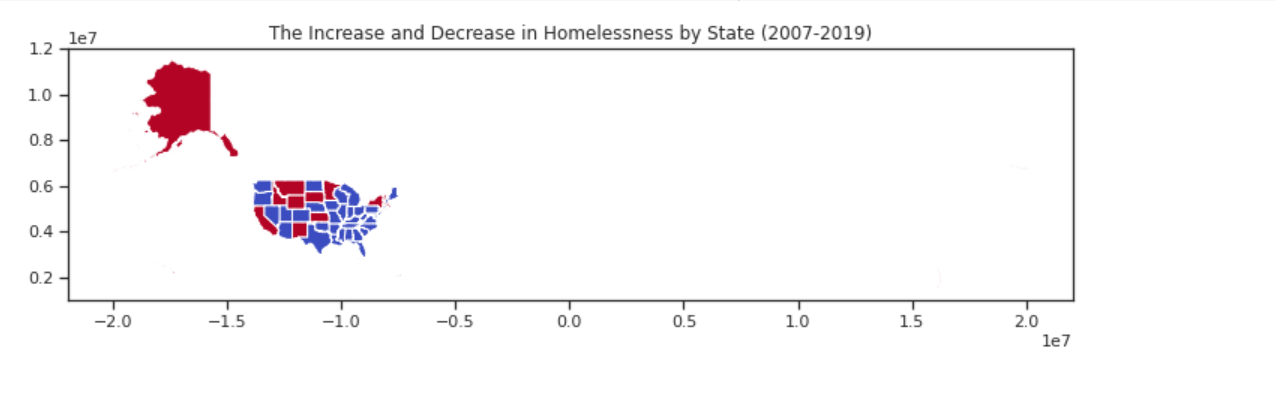 The Increase and Decrease in Homelessness by State (2007-2019)
1e7
1.2
1.0
0.8
0.6
0.4
0.2
−2.0 −1.5 −1.0 −0.5 0.0 0.5 1.0 1.5 2.0
1e7